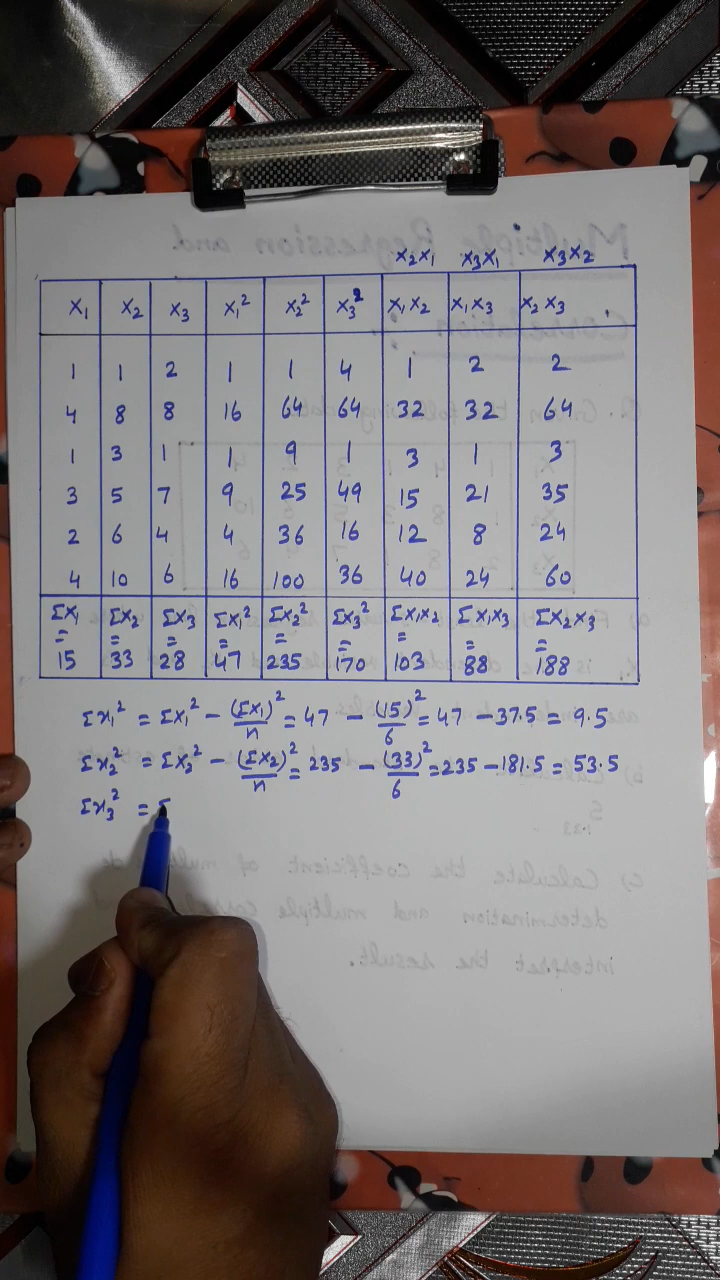 x₂x₁ x₃x₁ x₃x₂
x₁ x₂ x₃ x₁² x₂² x₃² x₁x₂ x₁x₃ x₂x₃
1 1 2 1 1 4 1 2 2
4 8 8 16 64 64 32 32 64
1 3 1 1 9 1 3 1 3
3 5 7 9 25 49 15 21 35
2 6 4 4 36 16 12 8 24
4 10 6 16 100 36 40 24 60
Σx₁ Σx₂ Σx₃ Σx₁² Σx₂² Σx₃² Σx₁x₂ Σx₁x₃ Σx₂x₃
= = = = = = = = =
15 33 28 47 235 170 103 88 188
Σx₁² = Σx₁² - (Σx₁)²/n = 47 - (15)²/6 = 47 - 37.5 = 9.5
Σx₂² = Σx₂² - (Σx₂)²/n = 235 - (33)²/6 = 235 - 181.5 = 53.5
Σx₃² =